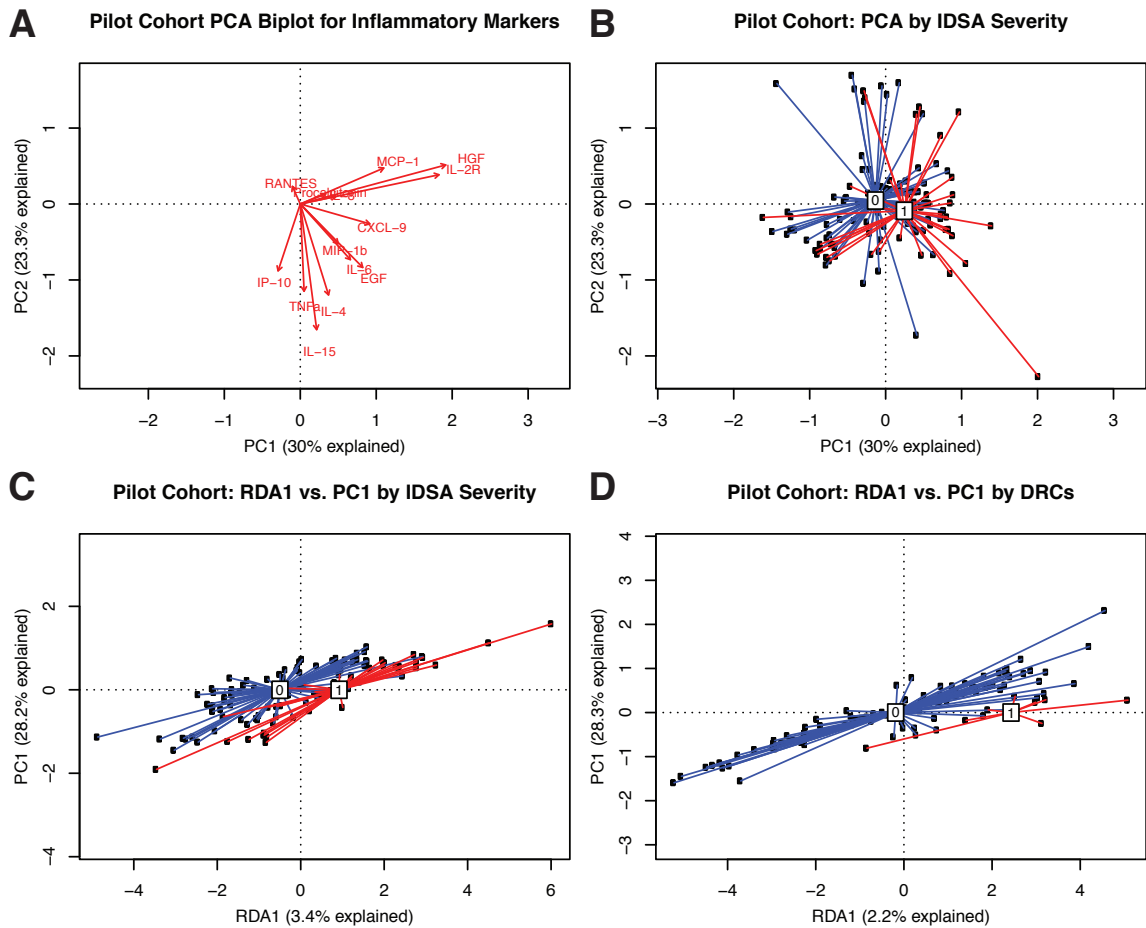 A
Pilot Cohort PCA Biplot for Inflammatory Markers
PC2 (23.3% explained)
1
0
−1
−2
MCP−1
HGF
IL−2R
RANTES
Procalcitonin
CXCL−9
MIP−1b
IL−6
EGF
IP−10
TNFa
IL−4
IL−15
−2 −1 0 1 2 3
PC1 (30% explained)
B
Pilot Cohort: PCA by IDSA Severity
PC2 (23.3% explained)
1
0
−1
−2
0
1
−3 −2 −1 0 1 2 3
PC1 (30% explained)
C
Pilot Cohort: RDA1 vs. PC1 by IDSA Severity
PC1 (28.2% explained)
2
0
−2
−4
0
1
−4 −2 0 2 4 6
RDA1 (3.4% explained)
D
Pilot Cohort: RDA1 vs. PC1 by DRCs
PC1 (28.3% explained)
4
3
2
1
0
−1
−2
−3
0
1
−4 −2 0 2 4
RDA1 (2.2% explained)